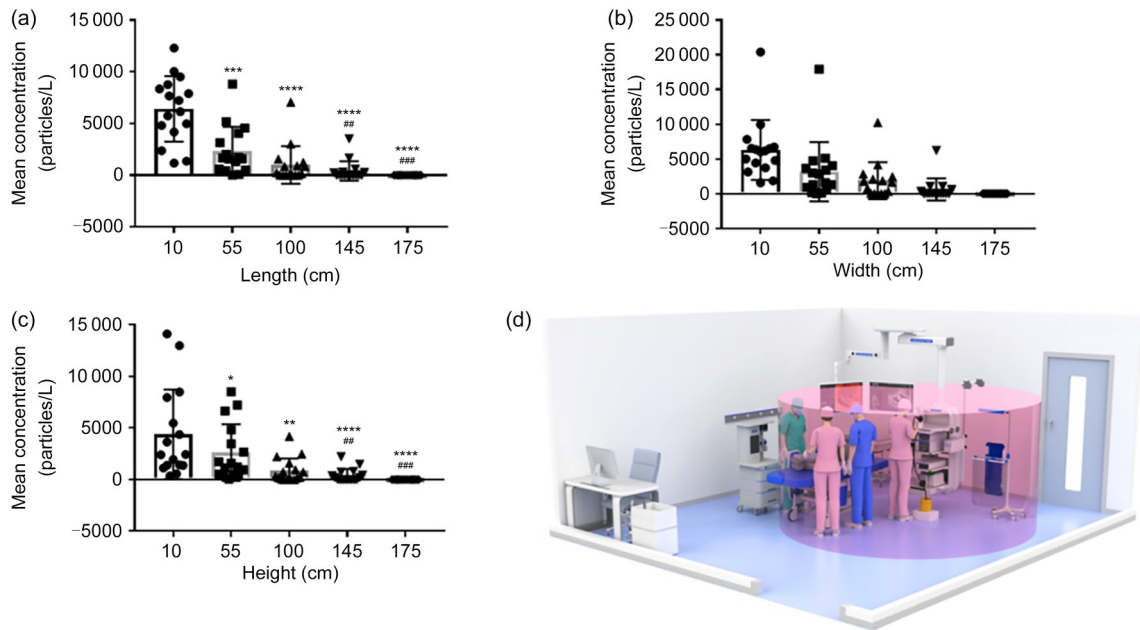 (a)
15 000
10 000
5000
0
−5000
Mean concentration
(particles/L)
***
****
****
##
****
###
10 55 100 145 175
Length (cm)
(b)
25 000
20 000
15 000
10 000
5000
0
−5000
Mean concentration
(particles/L)
10 55 100 145 175
Width (cm)
(c)
15 000
10 000
5000
0
−5000
Mean concentration
(particles/L)
*
**
****
##
****
###
10 55 100 145 175
Height (cm)
(d)